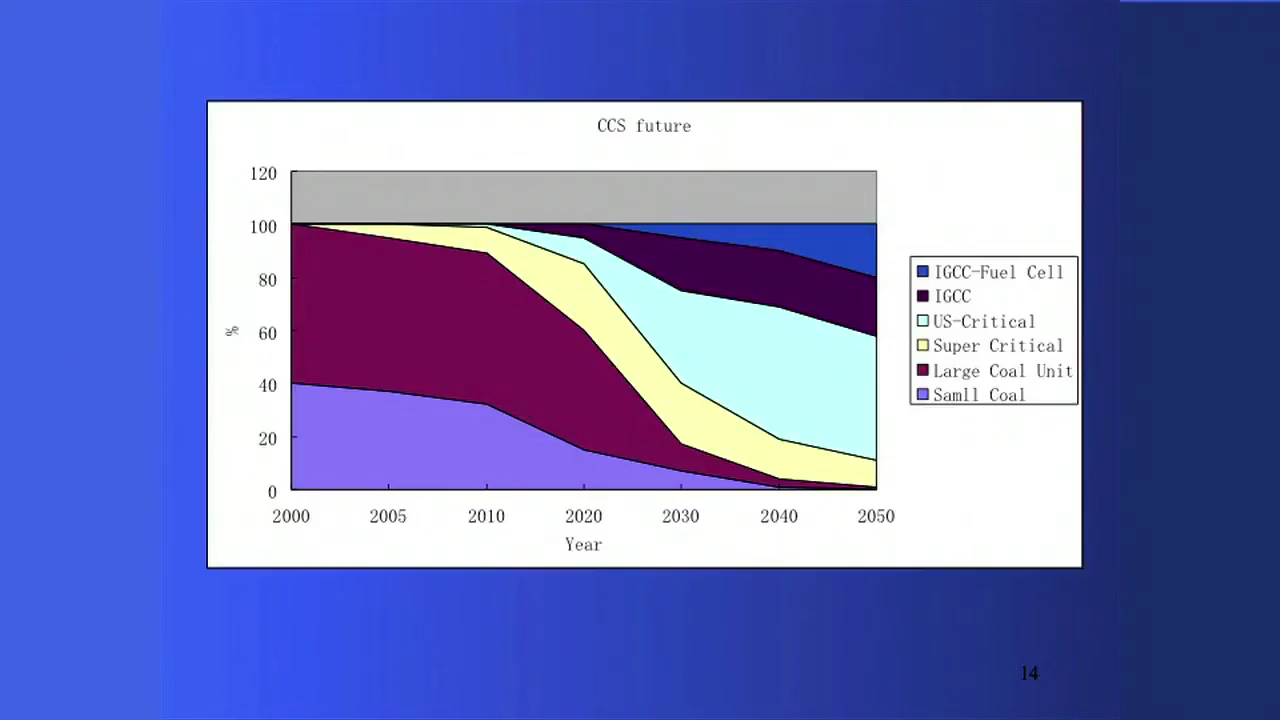 CCS future
120
100
80
60
40
20
0
%
2000 2005 2010 2020 2030 2040 2050
Year
IGCC-Fuel Cell
IGCC
US-Critical
Super Critical
Large Coal Unit
Samll Coal
14